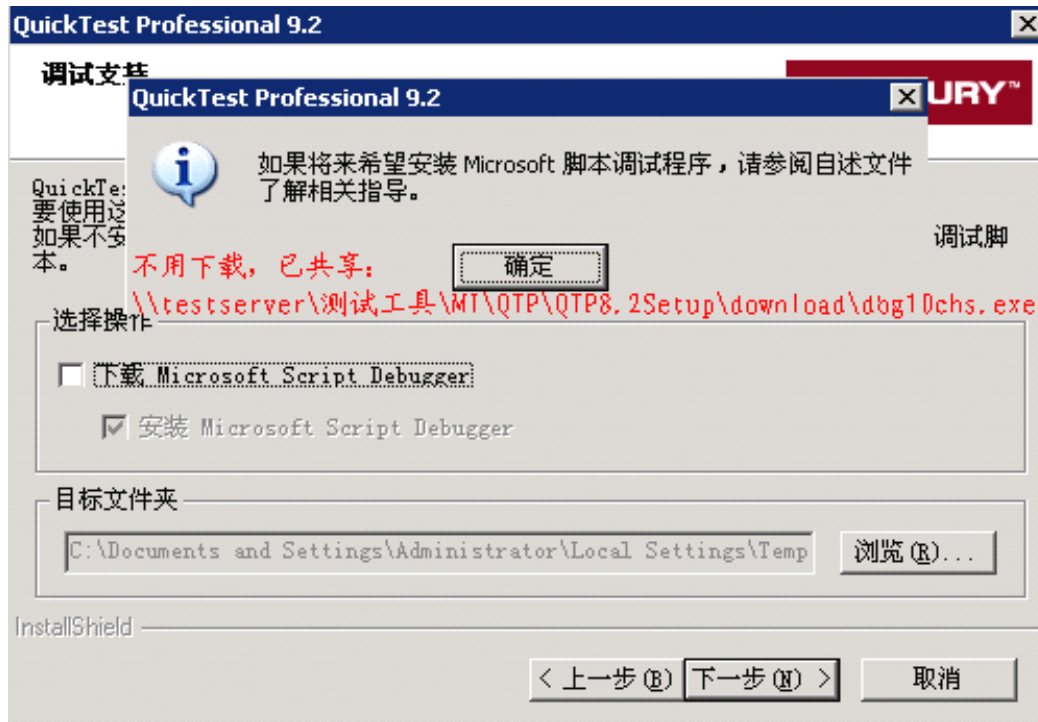 QuickTest Professional 9.2
调试支持
QuickTest Professional 9.2
URY™
如果将来希望安装 Microsoft 脚本调试程序，请参阅自述文件
了解相关指导。
QuickTe
要使用这
如果不安
调试脚
本。
确定
不用下载，已共享：
\\testserver\测试工具\MI\QTP\QTP8.2Setup\download\dbg10chs.exe
选择操作
下载 Microsoft Script Debugger
安装 Microsoft Script Debugger
目标文件夹
C:\Documents and Settings\Administrator\Local Settings\Temp
浏览(R)...
InstallShield
< 上一步(B)
下一步(N) >
取消